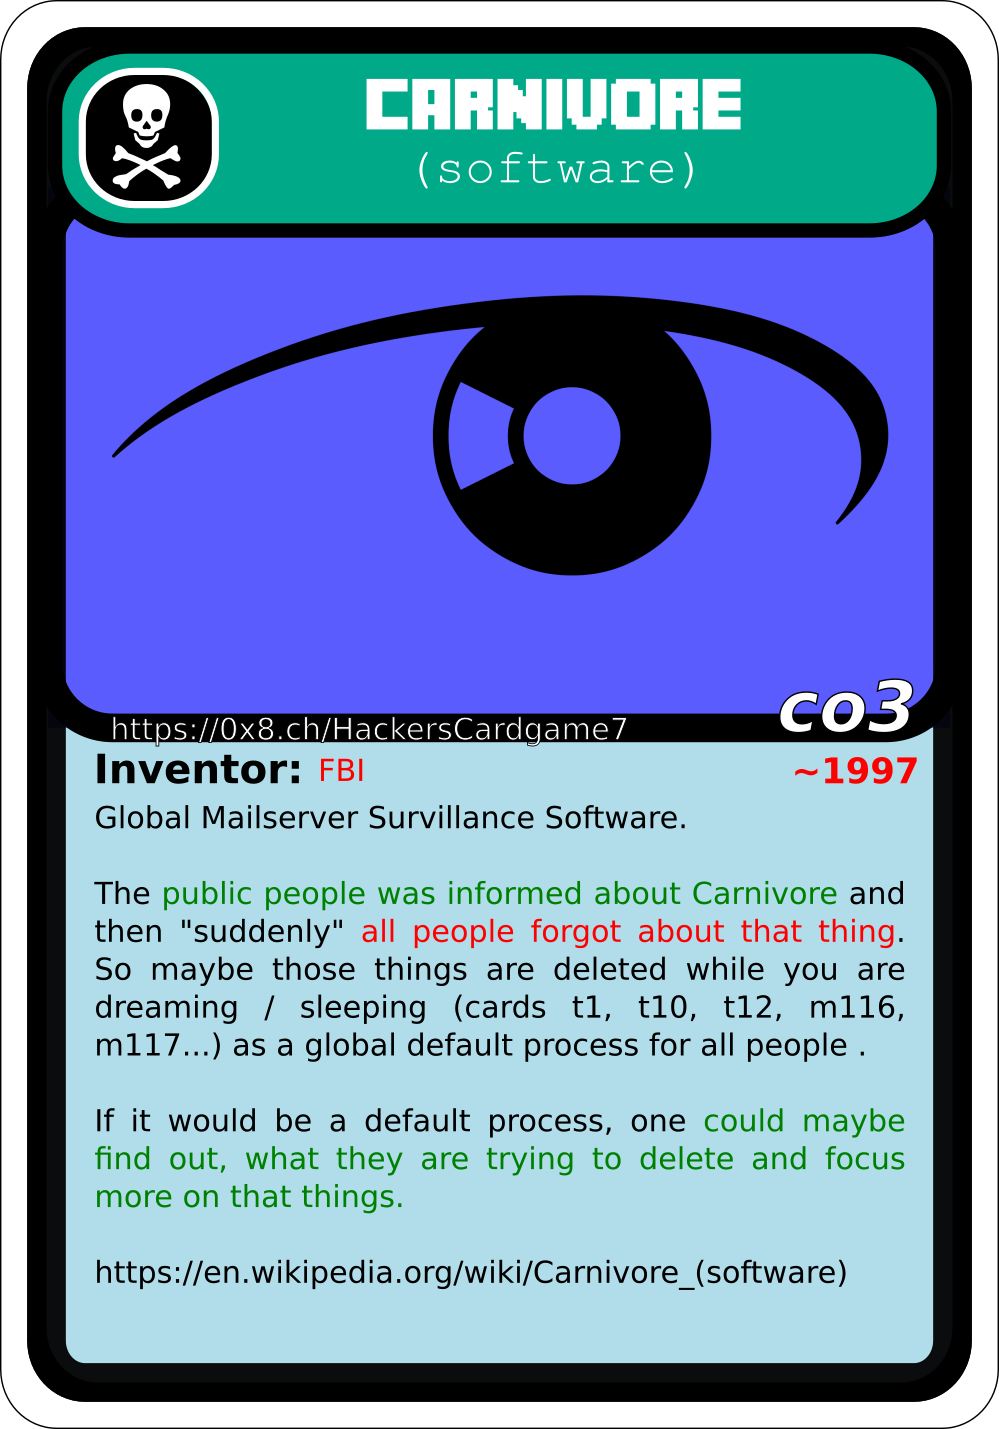 CARNIVORE
(software)
co3
https://0x8.ch/HackersCardgame7
Inventor: FBI ~1997
Global Mailserver Survillance Software.
The public people was informed about Carnivore and
then "suddenly" all people forgot about that thing.
So maybe those things are deleted while you are
dreaming / sleeping (cards t1, t10, t12, m116,
m117...) as a global default process for all people .
If it would be a default process, one could maybe
find out, what they are trying to delete and focus
more on that things.
https://en.wikipedia.org/wiki/Carnivore_(software)